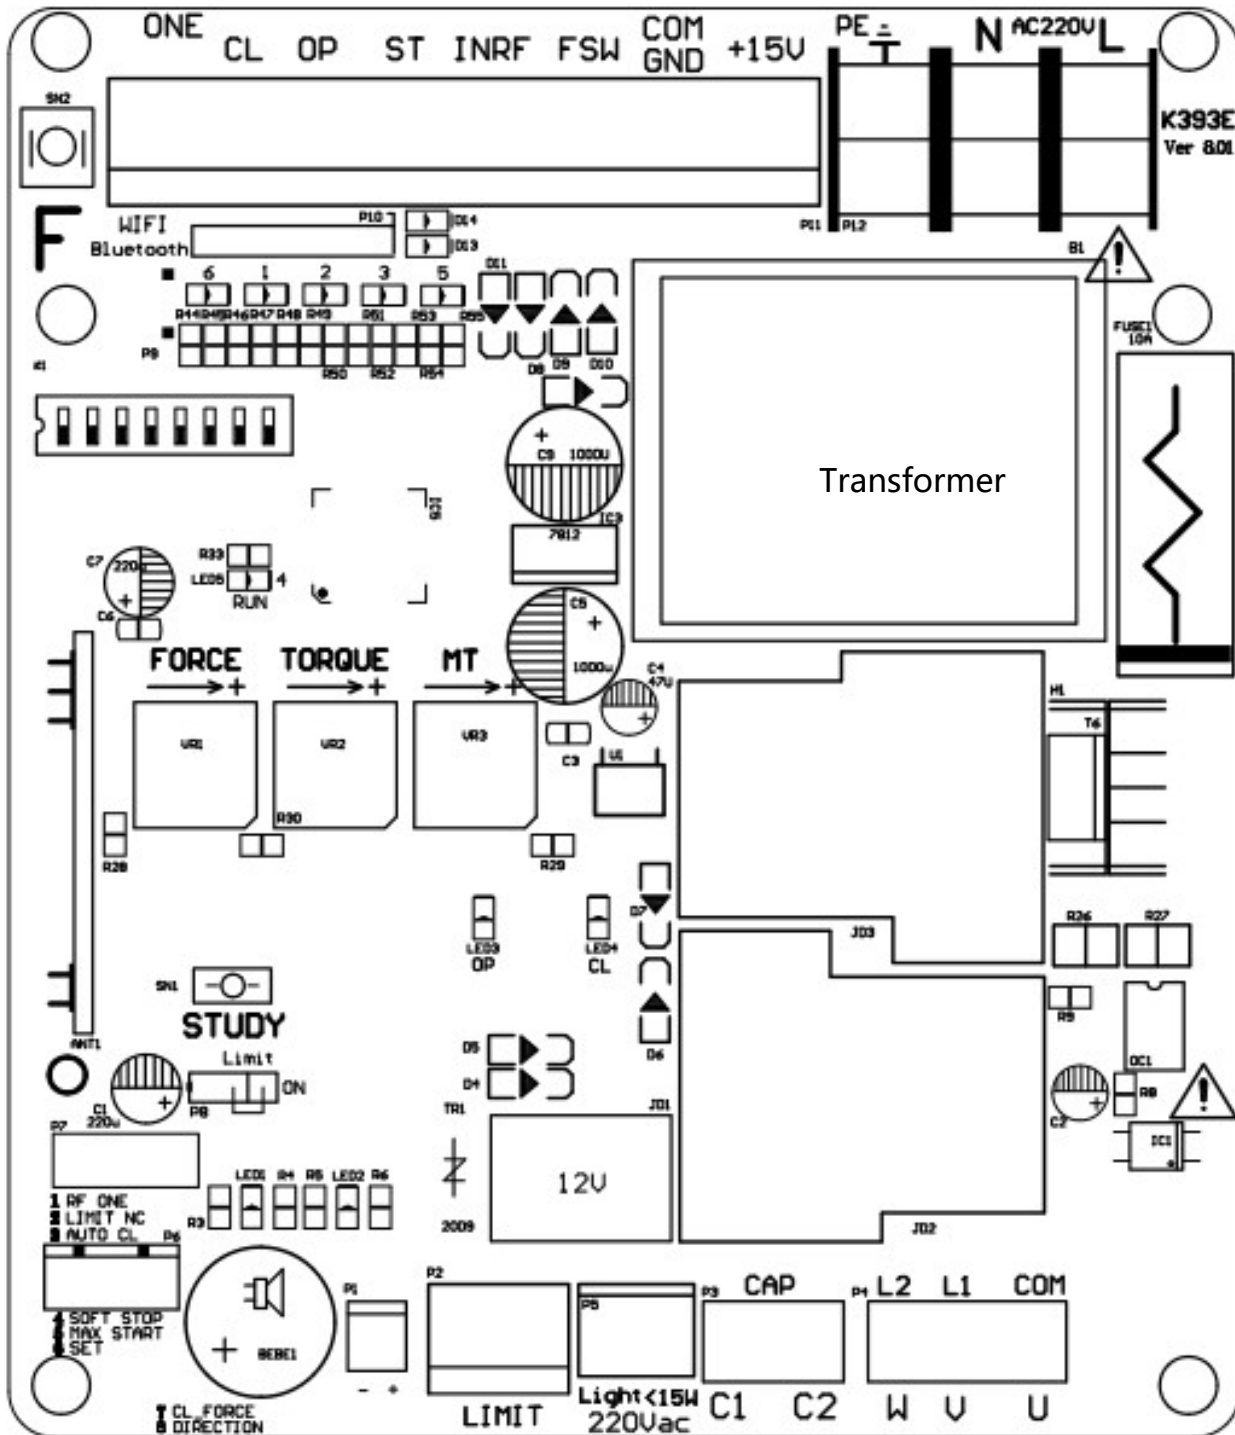 ONE
CL OP ST INRF FSW COM GND +15V
PE N AC220V L
SN2
K393E
Ver 8.01
F
WIFI
Bluetooth
P10
D14
D13
P11 P12
B1
6 1 2 3 5
D11
R44 R45 R46 R47 R48 R49 R51 R53 R55
P9
R50 R52 R54
D8 D9 D10
FUSE1
10A
C9 1000U
Transformer
IC3
7812
C7
220u
R33
LED5 4
RUN
C6
C5
1000u
FORCE TORQUE MT
C4
47U
H1
T6
VR1 VR2 VR3
C3
U1
R30
R28
R29
D7
LED3
OP
LED4
CL
JD3
R26 R27
SN1
STUDY
R9
ANT1
Limit
D5
D6
OC1
ON
D4
C1
220u
P8
TR1
JD1
C2
R8
P7
IC1
12V
LED1 R4 R5 LED2 R6
R3
20D9
JD2
1 RF ONE
2 LIMIT NC
3 AUTO CL
P6
4 SOFT STOP
5 MAX START
6 SET
BEBE1
P1
- +
P2
LIMIT
P5
Light<15W
220Vac
P3 CAP
C1 C2
P4 L2 L1 COM
W V U
7 CL_FORCE
8 DIRECTION